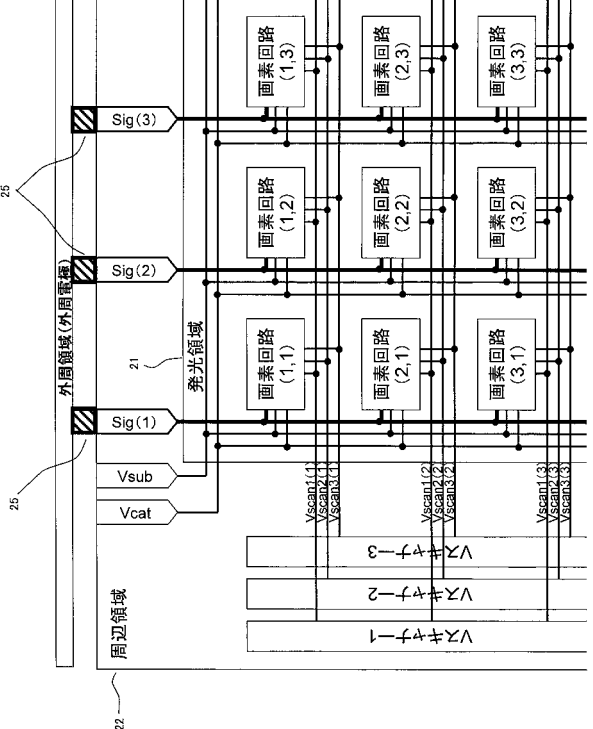 画素回路
(1,3)
画素回路
(2,3)
画素回路
(3,3)
Sig(3)
25
画素回路
(1,2)
画素回路
(2,2)
画素回路
(3,2)
Sig(2)
外周領域(外周電極)
21
発光領域
画素回路
(1,1)
画素回路
(2,1)
画素回路
(3,1)
Sig(1)
25
Vsub
Vcat
Vscan1(1)
Vscan2(1)
Vscan3(1)
Vscan1(2)
Vscan2(2)
Vscan3(2)
Vscan1(3)
Vscan2(3)
Vscan3(3)
Vスキャナー3
Vスキャナー2
Vスキャナー1
周辺領域
22